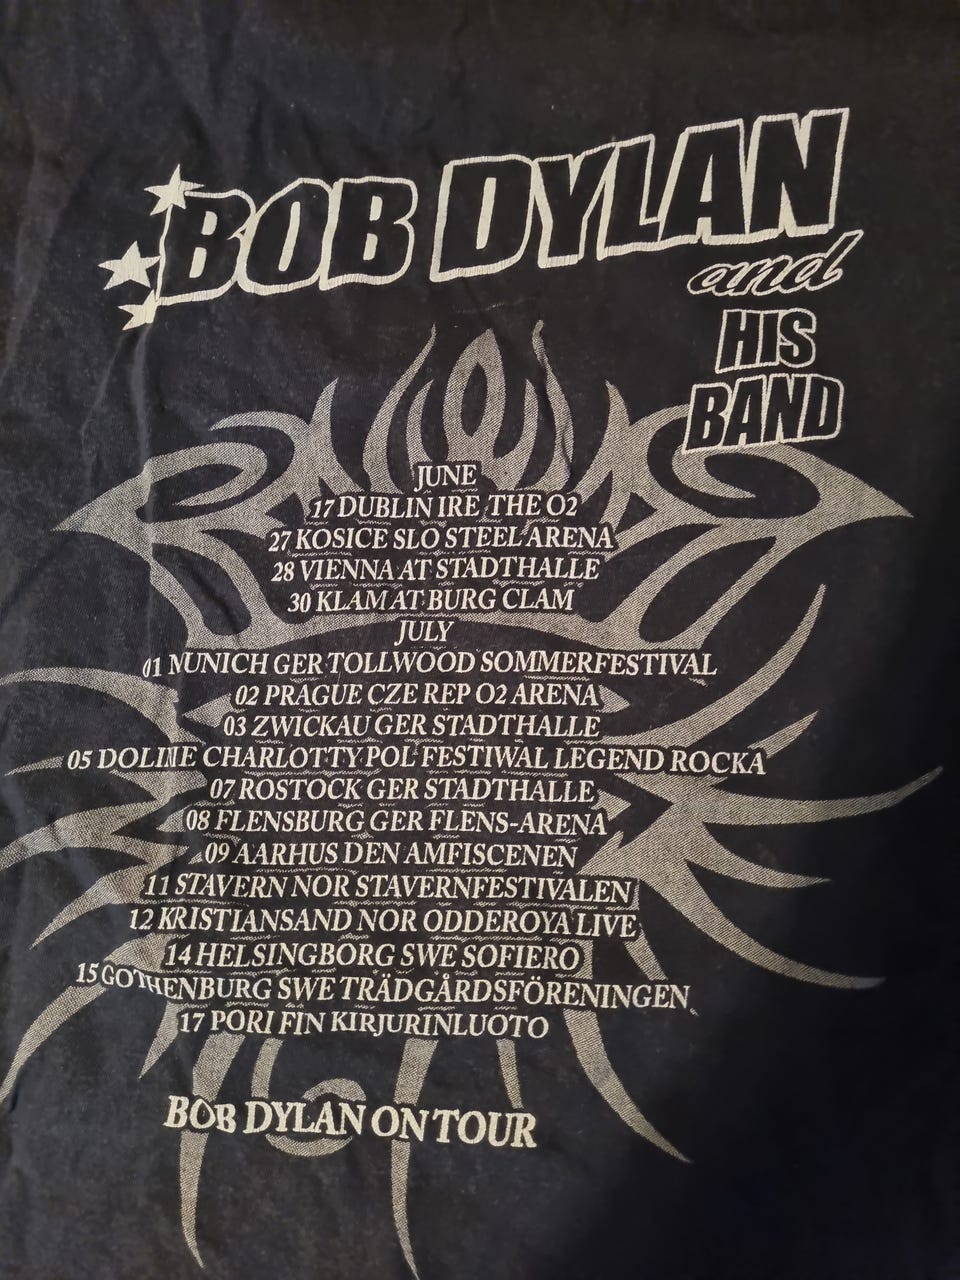 BOB DYLAN
and
HIS
BAND
JUNE
17 DUBLIN IRE THE O2
27 KOSICE SLO STEEL ARENA
28 VIENNA AT STADTHALLE
30 KLAM AT BURG CLAM
JULY
01 MUNICH GER TOLLWOOD SOMMERFESTIVAL
02 PRAGUE CZE REP O2 ARENA
03 ZWICKAU GER STADTHALLE
05 DOLINE CHARLOTTY POL FESTIWAL LEGEND ROCKA
07 ROSTOCK GER STADTHALLE
08 FLENSBURG GER FLENS-ARENA
09 AARHUS DEN AMFISCENEN
11 STAVERN NOR STAVERNFESTIVALEN
12 KRISTIANSAND NOR ODDEROYA LIVE
14 HELSINGBORG SWE SOFIERO
15 GOTHENBURG SWE TRÄDGÅRDSFÖRENINGEN
17 PORI FIN KIRJURINLUOTO
BOB DYLAN ON TOUR